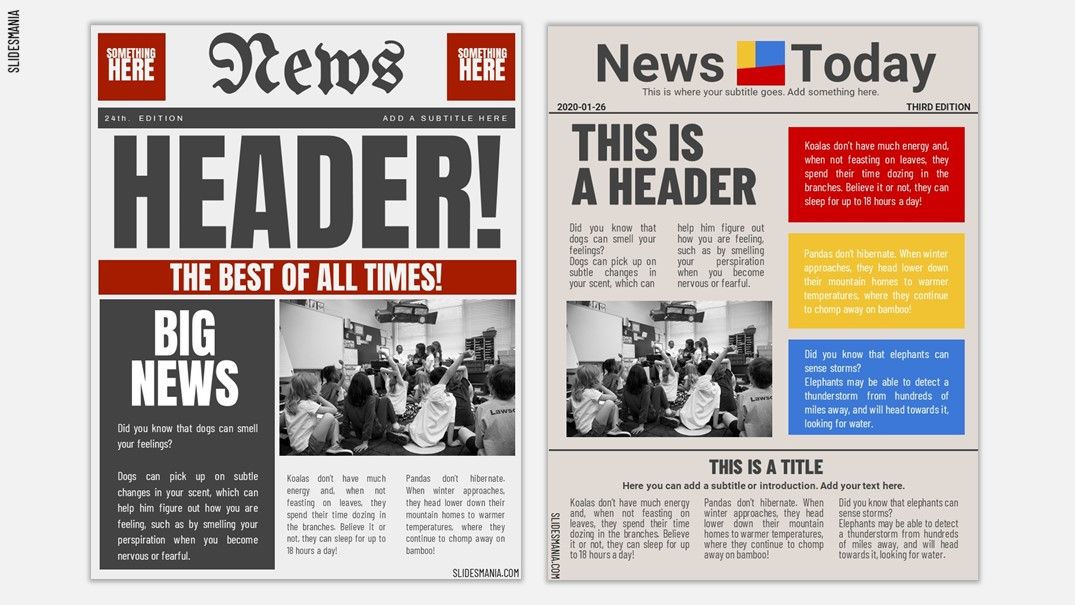 SLIDESMANIA
SOMETHING
HERE
News
SOMETHING
HERE
24th. EDITION
ADD A SUBTITLE HERE
HEADER!
THE BEST OF ALL TIMES!
BIG
NEWS
Did you know that dogs can smell
your feelings?
Dogs can pick up on subtle
changes in your scent, which can
help him figure out how you are
feeling, such as by smelling your
perspiration when you become
nervous or fearful.
Lawso
Koalas don't have much
energy and, when not
feasting on leaves, they
spend their time dozing in
the branches. Believe it or
not, they can sleep for up to
18 hours a day!
Pandas don't hibernate.
When winter approaches,
they head lower down their
mountain homes to warmer
temperatures, where they
continue to chomp away on
bamboo!
SLIDESMANIA.COM
News Today
This is where your subtitle goes. Add something here.
2020-01-26
THIRD EDITION
THIS IS
A HEADER
Did you know that
dogs can smell your
feelings?
Dogs can pick up on
subtle changes in
your scent, which can
help him figure out
how you are feeling,
such as by smelling
your perspiration
when you become
nervous or fearful.
Lawso
Koalas don't have much energy and,
when not feasting on leaves, they
spend their time dozing in the
branches. Believe it or not, they can
sleep for up to 18 hours a day!
Pandas don't hibernate. When winter
approaches, they head lower down
their mountain homes to warmer
temperatures, where they continue
to chomp away on bamboo!
Did you know that elephants can
sense storms?
Elephants may be able to detect a
thunderstorm from hundreds of
miles away, and will head towards it,
looking for water.
THIS IS A TITLE
Here you can add a subtitle or introduction. Add your text here.
Koalas don't have much energy
and, when not feasting on
leaves, they spend their time
dozing in the branches. Believe
it or not, they can sleep for up
to 18 hours a day!
Pandas don't hibernate. When
winter approaches, they head
lower down their mountain
homes to warmer temperatures,
where they continue to chomp
away on bamboo!
Did you know that elephants can
sense storms?
Elephants may be able to detect
a thunderstorm from hundreds
of miles away, and will head
towards it, looking for water.
SLIDESMANIA.COM